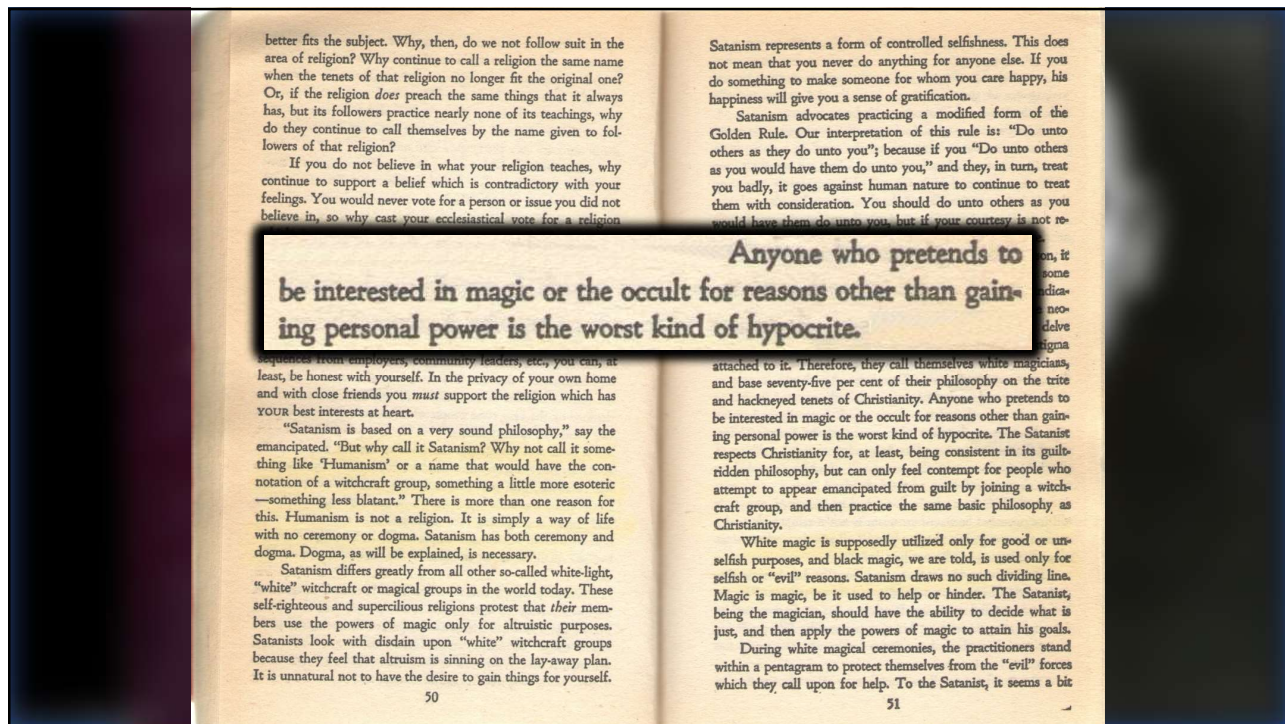 better fits the subject. Why, then, do we not follow suit in the
area of religion? Why continue to call a religion the same name
when the tenets of that religion no longer fit the original one?
Or, if the religion does preach the same things that it always
has, but its followers practice nearly none of its teachings, why
do they continue to call themselves by the name given to fol-
lowers of that religion?
If you do not believe in what your religion teaches, why
continue to support a belief which is contradictory with your
feelings. You would never vote for a person or issue you did not
believe in, so why cast your ecclesiastical vote for a religion
Anyone who pretends to
be interested in magic or the occult for reasons other than gain-
ing personal power is the worst kind of hypocrite.
sequences from employers, community leaders, etc., you can, at
least, be honest with yourself. In the privacy of your own home
and with close friends you must support the religion which has
YOUR best interests at heart.
"Satanism is based on a very sound philosophy," say the
emancipated. "But why call it Satanism? Why not call it some-
thing like 'Humanism' or a name that would have the con-
notation of a witchcraft group, something a little more esoteric
—something less blatant." There is more than one reason for
this. Humanism is not a religion. It is simply a way of life
with no ceremony or dogma. Satanism has both ceremony and
dogma. Dogma, as will be explained, is necessary.
Satanism differs greatly from all other so-called white-light,
"white" witchcraft or magical groups in the world today. These
self-righteous and supercilious religions protest that their mem-
bers use the powers of magic only for altruistic purposes.
Satanists look with disdain upon "white" witchcraft groups
because they feel that altruism is sinning on the lay-away plan.
It is unnatural not to have the desire to gain things for yourself.
50
Satanism represents a form of controlled selfishness. This does
not mean that you never do anything for anyone else. If you
do something to make someone for whom you care happy, his
happiness will give you a sense of gratification.
Satanism advocates practicing a modified form of the
Golden Rule. Our interpretation of this rule is: "Do unto
others as they do unto you"; because if you "Do unto others
as you would have them do unto you," and they, in turn, treat
you badly, it goes against human nature to continue to treat
them with consideration. You should do unto others as you
would have them do unto you, but if your courtesy is not re-
it
some
neo-
delve
attached to it. Therefore, they call themselves white magicians,
and base seventy-five per cent of their philosophy on the trite
and hackneyed tenets of Christianity. Anyone who pretends to
be interested in magic or the occult for reasons other than gain-
ing personal power is the worst kind of hypocrite. The Satanist
respects Christianity for, at least, being consistent in its guilt-
ridden philosophy, but can only feel contempt for people who
attempt to appear emancipated from guilt by joining a witch-
craft group, and then practice the same basic philosophy as
Christianity.
White magic is supposedly utilized only for good or un-
selfish purposes, and black magic, we are told, is used only for
selfish or "evil" reasons. Satanism draws no such dividing line.
Magic is magic, be it used to help or hinder. The Satanist,
being the magician, should have the ability to decide what is
just, and then apply the powers of magic to attain his goals.
During white magical ceremonies, the practitioners stand
within a pentagram to protect themselves from the "evil" forces
which they call upon for help. To the Satanist, it seems a bit
51